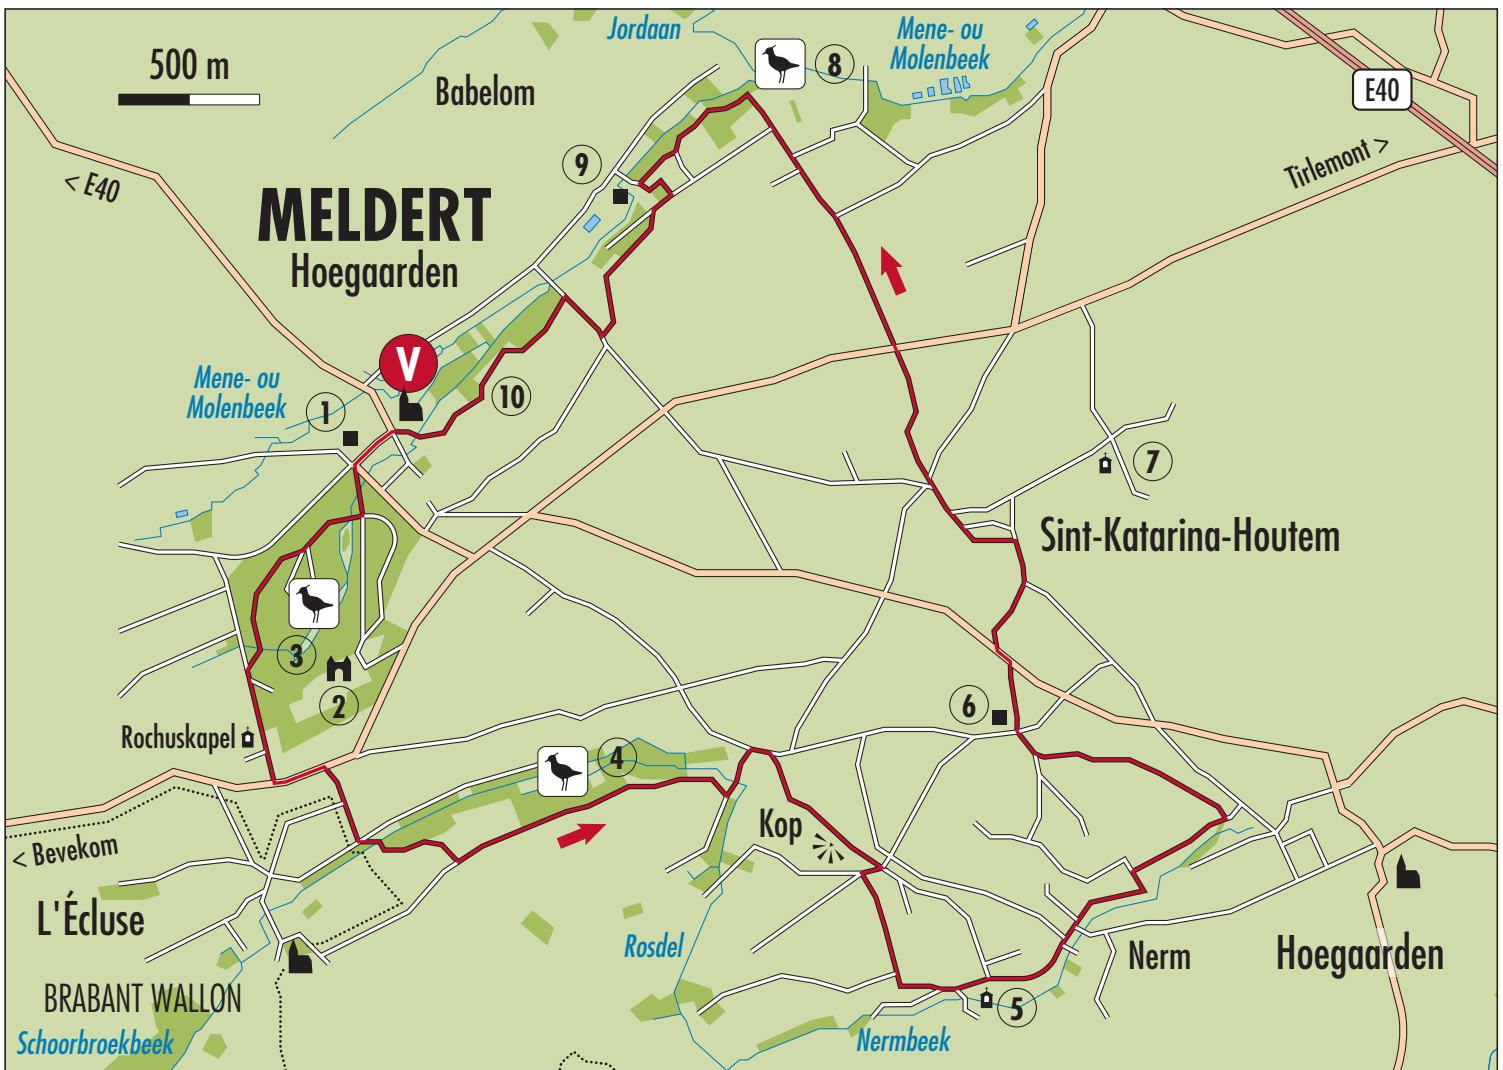 Jordaan
Mene- ou
Molenbeek
500 m
8
Babelom
E40
Tirlemont >
9
< E40
MELDERT
Hoegaarden
V
Mene- ou
Molenbeek
1
10
7
Sint-Katarina-Houtem
3
2
6
Rochuskapel
4
Kop
< Bevekom
L'Écluse
Rosdel
Nerm
Hoegaarden
BRABANT WALLON
5
Schoorbroekbeek
Nermbeek